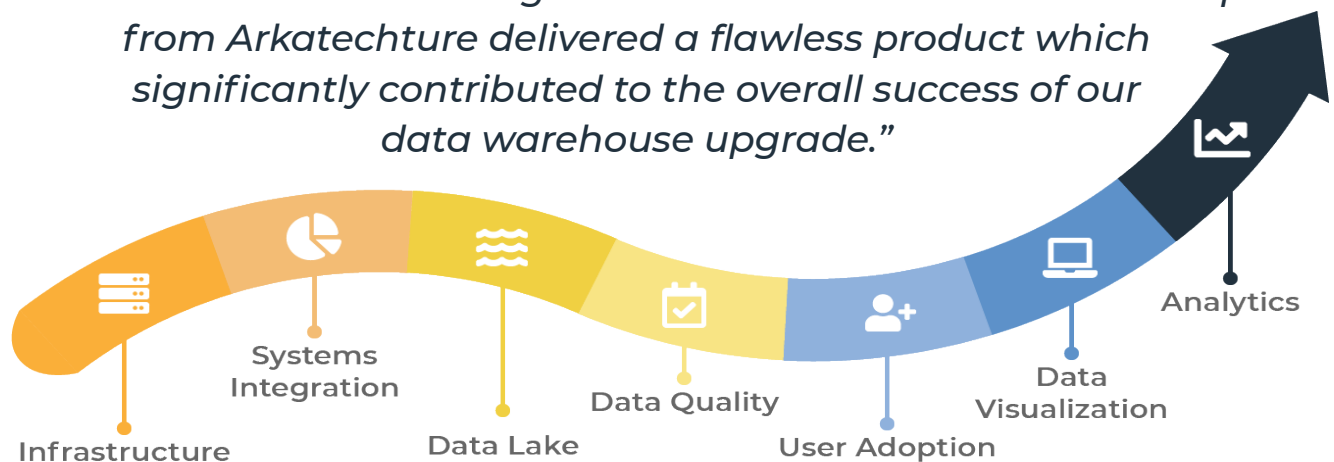 from Arkatechture delivered a flawless product which
significantly contributed to the overall success of our
data warehouse upgrade.”
Infrastructure
Systems
Integration
Data Lake
Data Quality
User Adoption
Data
Visualization
Analytics